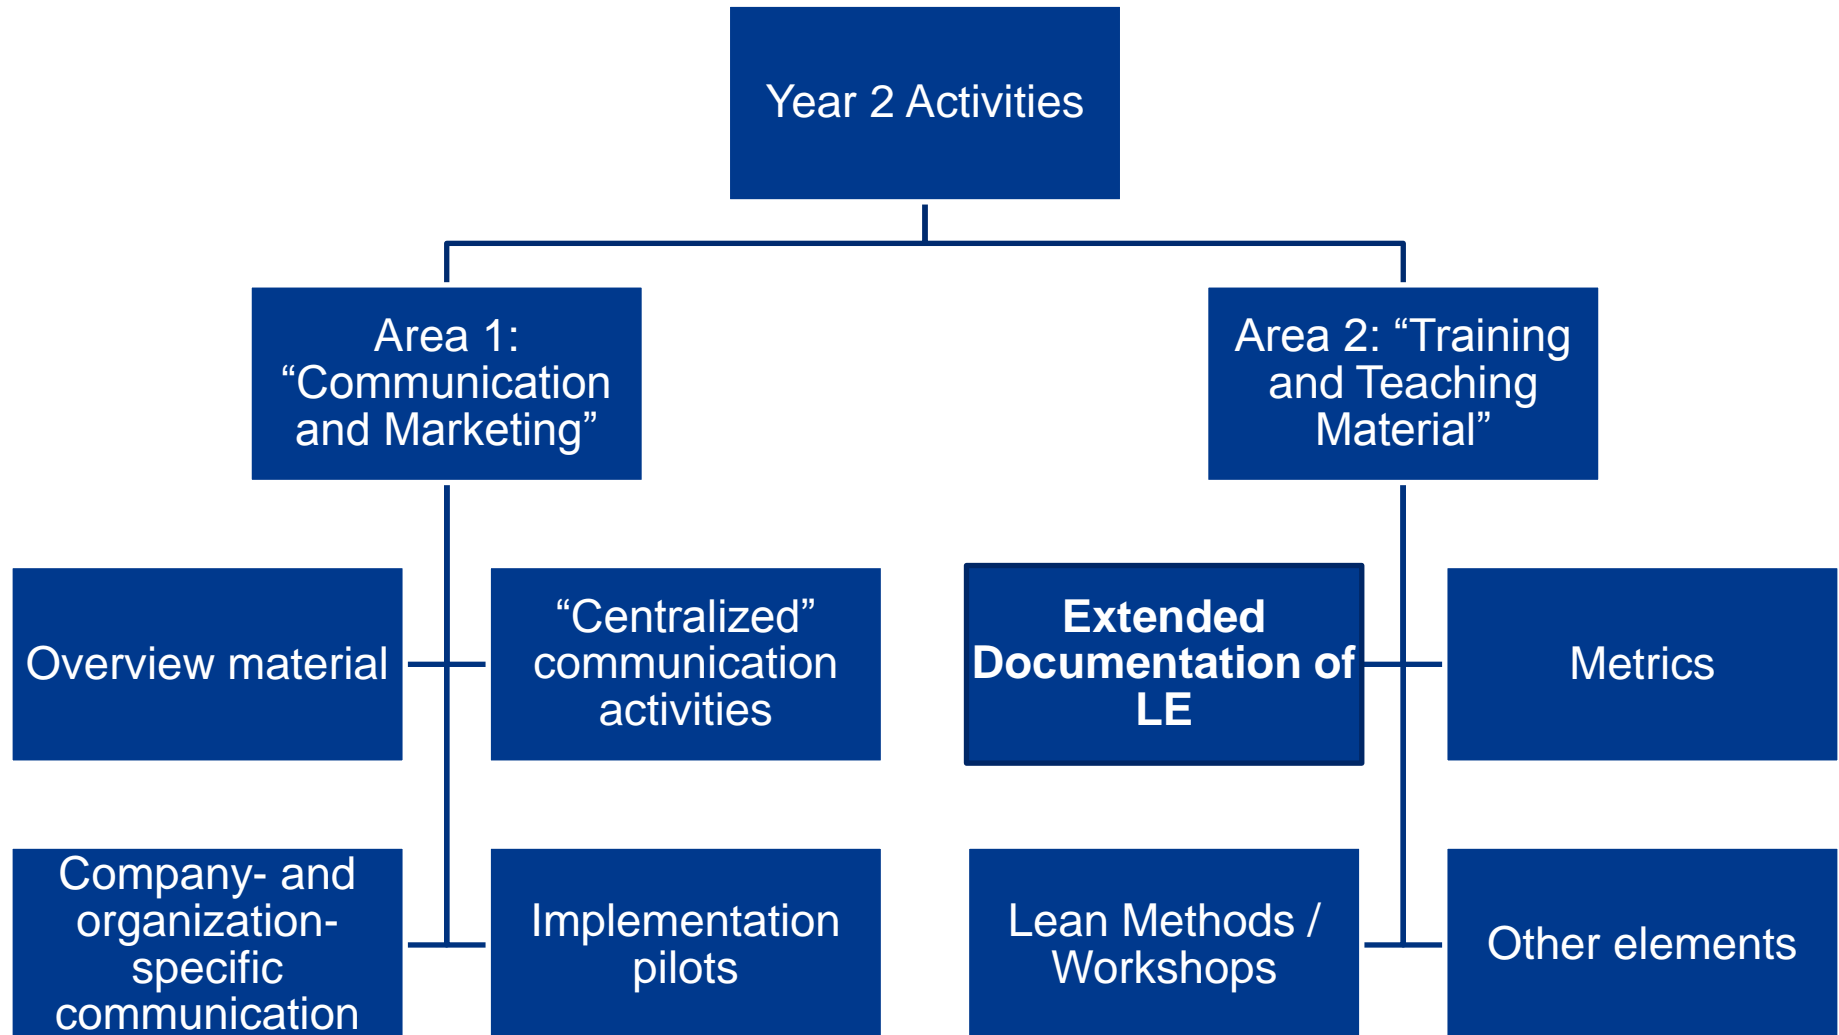 Year 2 Activities
Area 1:
“Communication
and Marketing”
Area 2: “Training
and Teaching
Material”
Overview material
“Centralized”
communication
activities
Extended
Documentation of
LE
Metrics
Company- and
organization-
specific
communication
Implementation
pilots
Lean Methods /
Workshops
Other elements